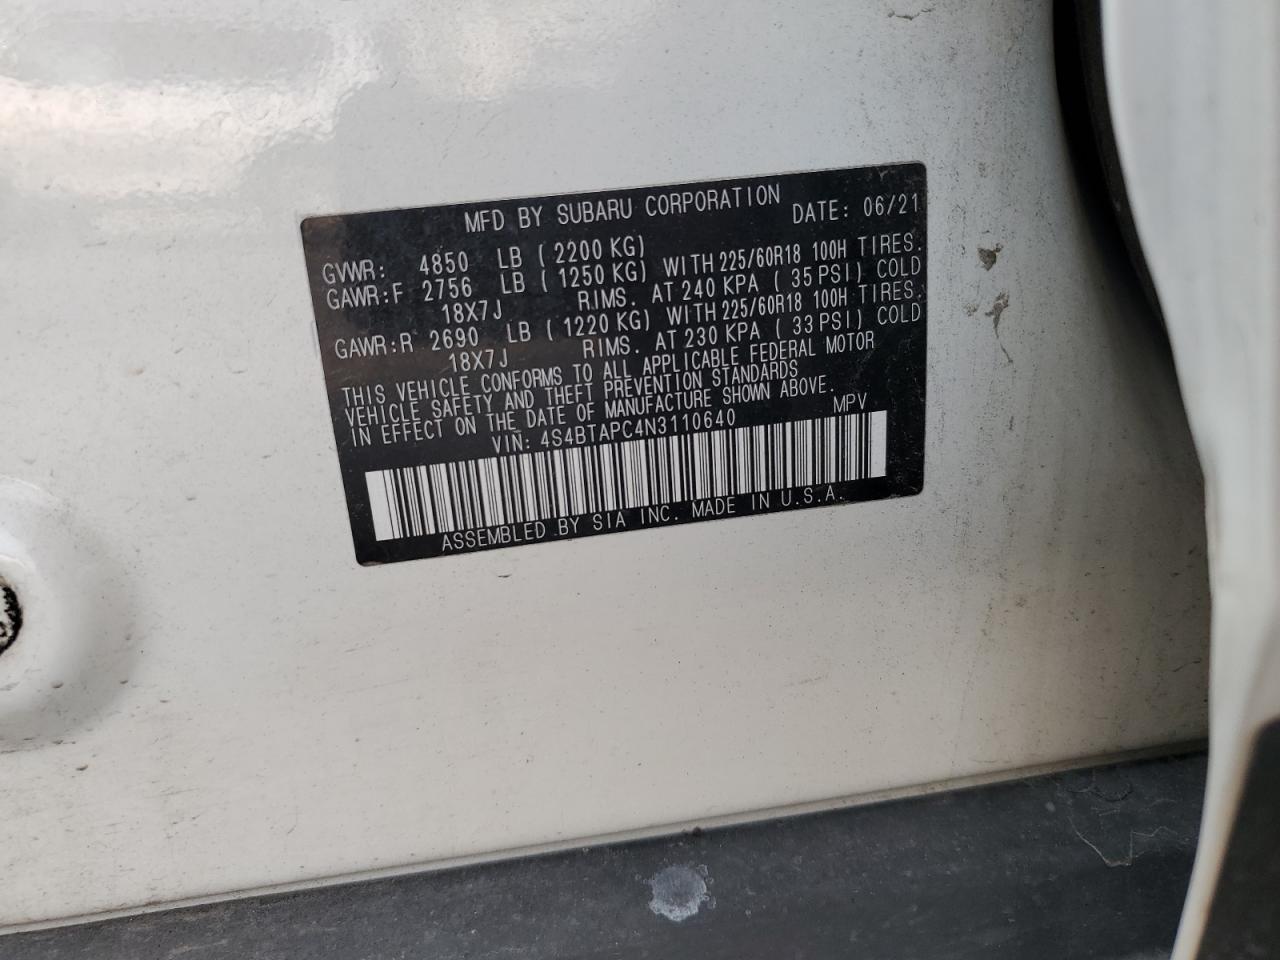 MFD BY SUBARU CORPORATION DATE: 06/21
GVWR: 4850 LB ( 2200 KG)
GAWR:F 2756 LB ( 1250 KG) WITH 225/60R18 100H TIRES.
18X7J RIMS. AT 240 KPA ( 35 PSI) COLD
GAWR:R 2690 LB ( 1220 KG) WITH 225/60R18 100H TIRES.
18X7J RIMS. AT 230 KPA ( 33 PSI) COLD
THIS VEHICLE CONFORMS TO ALL APPLICABLE FEDERAL MOTOR
VEHICLE SAFETY AND THEFT PREVENTION STANDARDS
IN EFFECT ON THE DATE OF MANUFACTURE SHOWN ABOVE.
VIN: 4S4BTAPC4N3110640 MPV
ASSEMBLED BY SIA INC. MADE IN U.S.A.